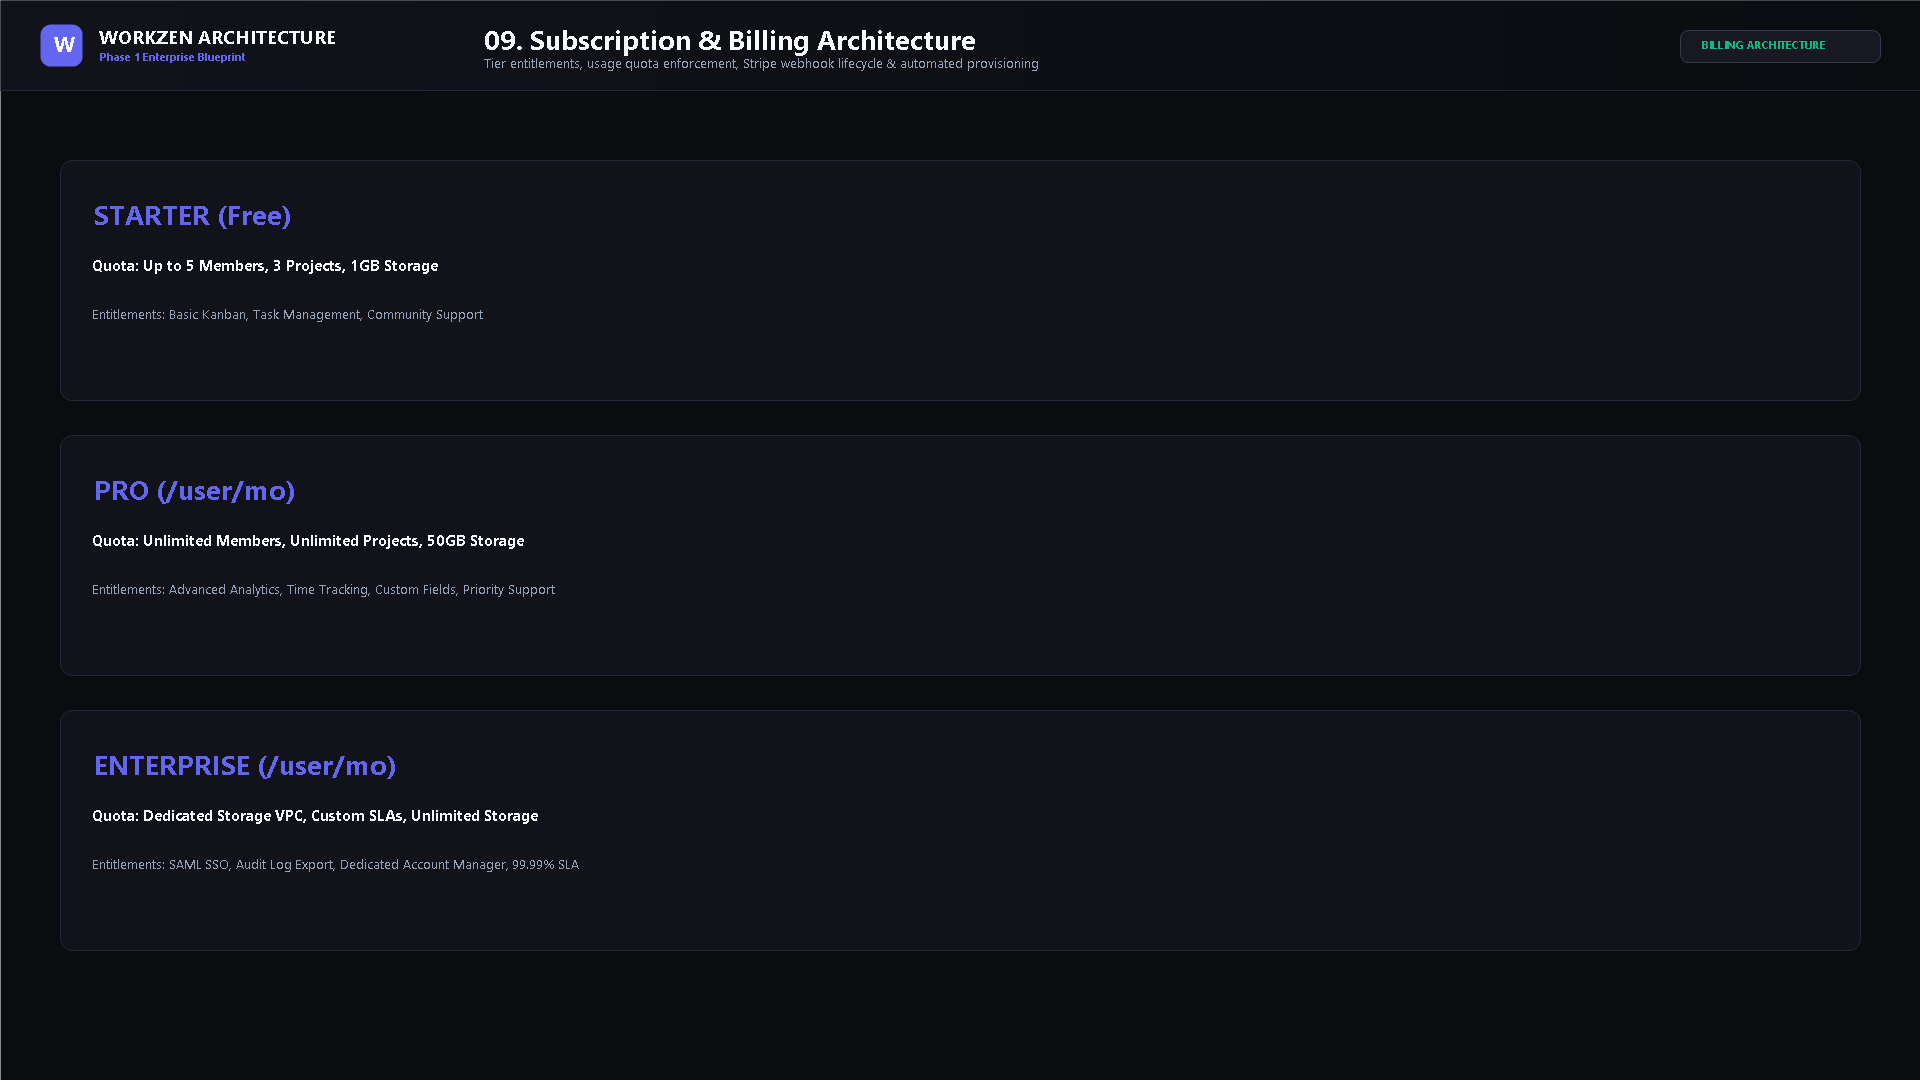 W
WORKZEN ARCHITECTURE
Phase 1 Enterprise Blueprint
09. Subscription & Billing Architecture
Tier entitlements, usage quota enforcement, Stripe webhook lifecycle & automated provisioning
BILLING ARCHITECTURE
STARTER (Free)
Quota: Up to 5 Members, 3 Projects, 1GB Storage
Entitlements: Basic Kanban, Task Management, Community Support
PRO (/user/mo)
Quota: Unlimited Members, Unlimited Projects, 50GB Storage
Entitlements: Advanced Analytics, Time Tracking, Custom Fields, Priority Support
ENTERPRISE (/user/mo)
Quota: Dedicated Storage VPC, Custom SLAs, Unlimited Storage
Entitlements: SAML SSO, Audit Log Export, Dedicated Account Manager, 99.99% SLA